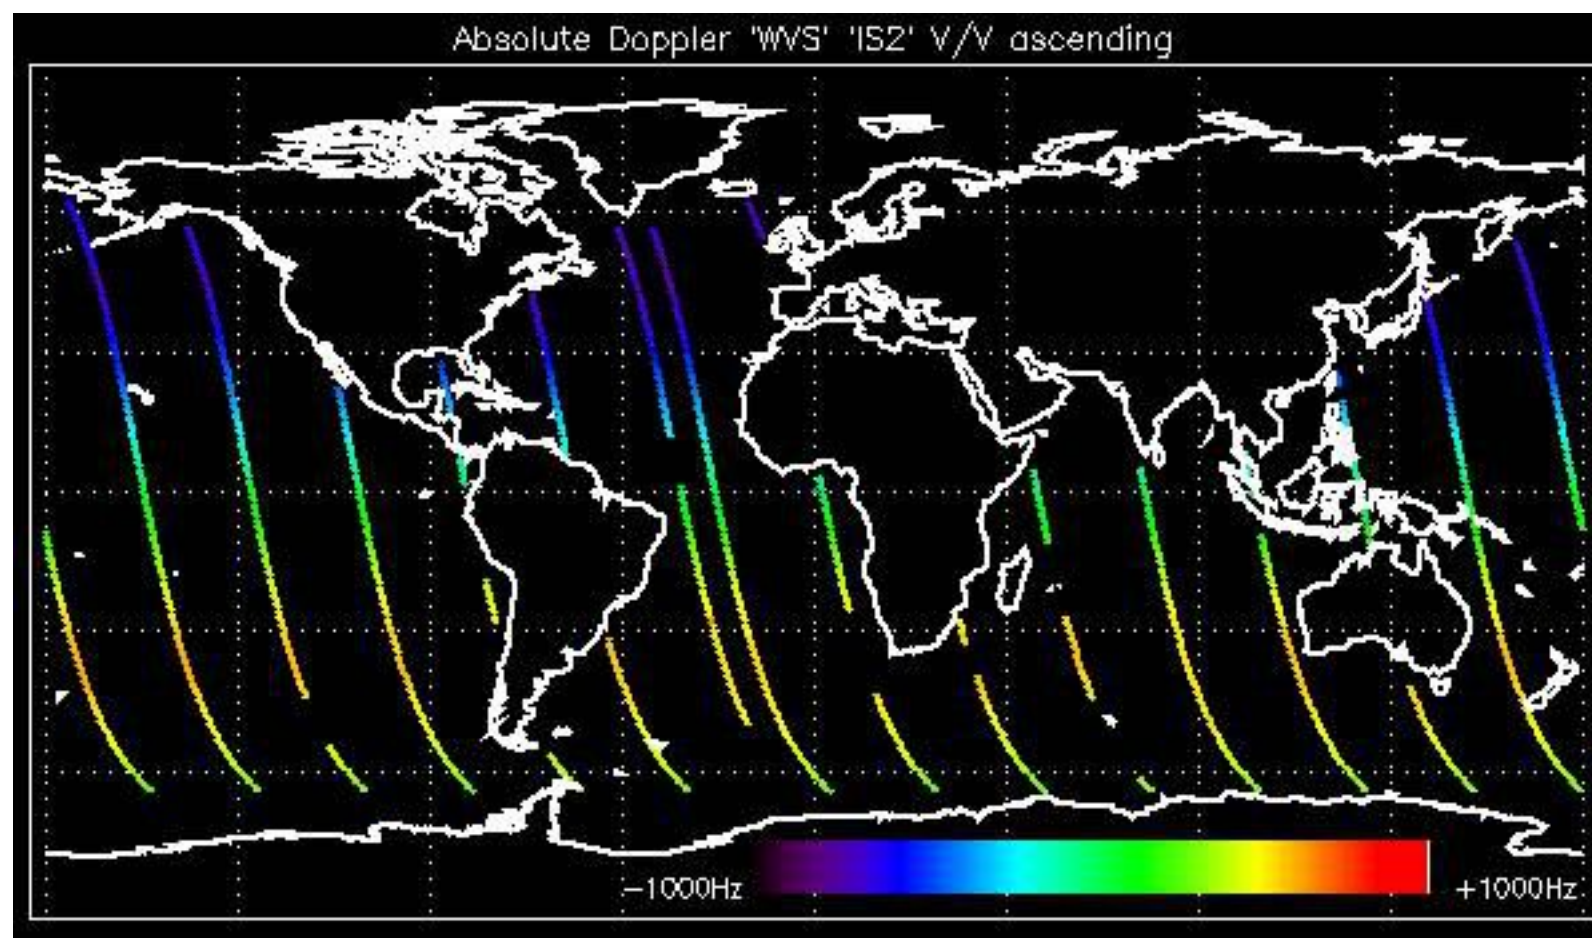 Absolute Doppler 'WVS' 'IS2' V/V ascending
-1000Hz +1000Hz